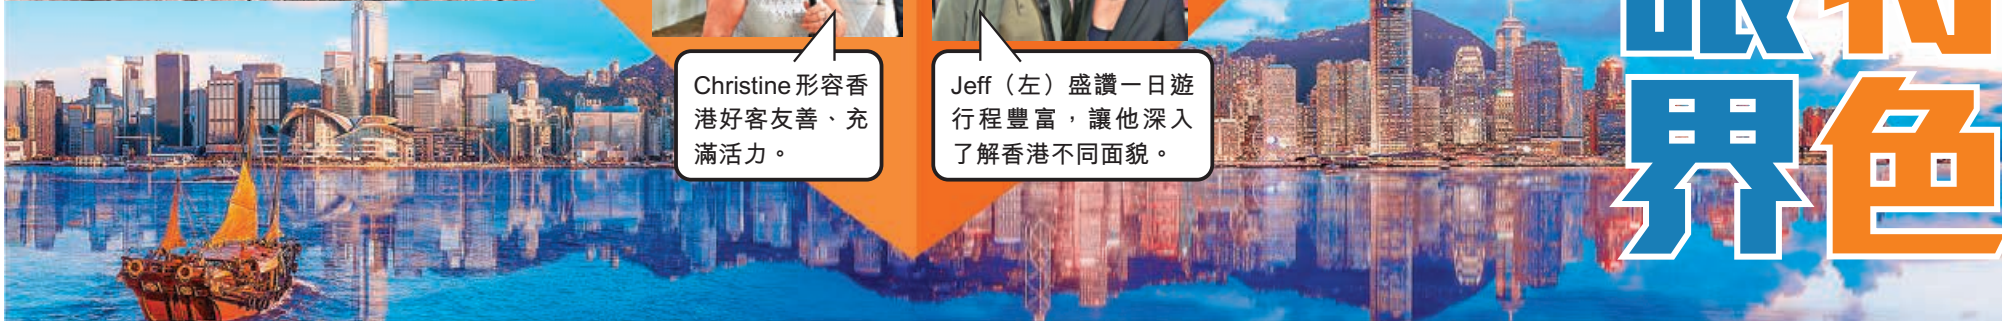 Christine形容香
港好客友善、充
滿活力。
Jeff（左）盛讚一日遊
行程豐富，讓他深入
了解香港不同面貌。
界
色